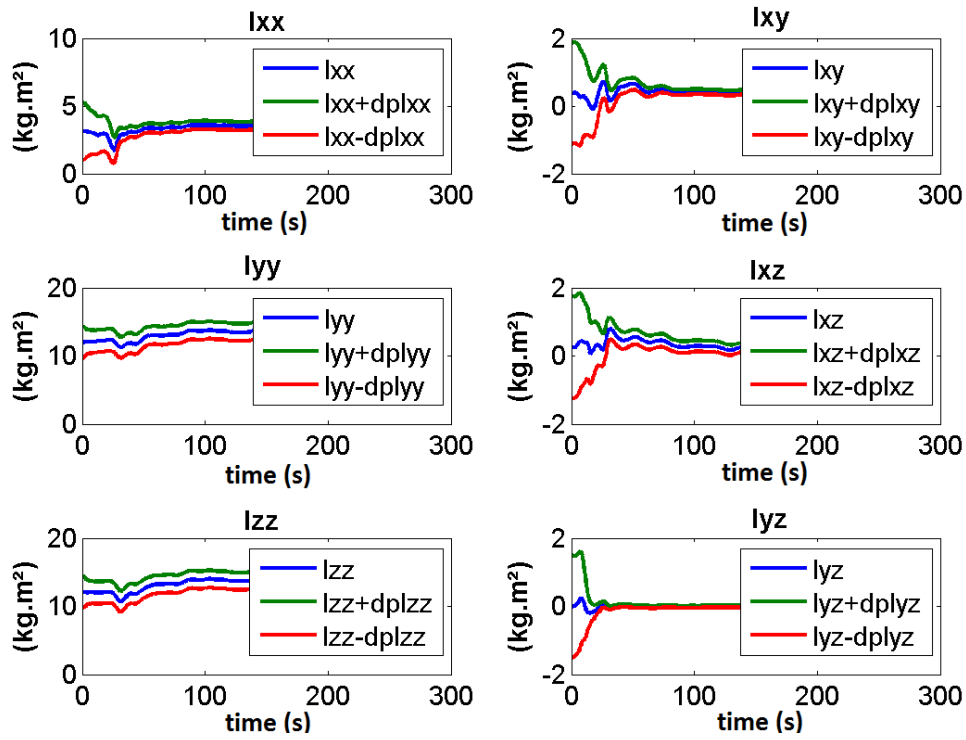 Ixx
10
5
0
(kg.m²)
Ixx
Ixx+dpIxx
Ixx-dpIxx
0 100 200 300
time (s)
Ixy
2
0
-2
(kg.m²)
Ixy
Ixy+dpIxy
Ixy-dpIxy
0 100 200 300
time (s)
Iyy
20
10
0
(kg.m²)
Iyy
Iyy+dpIyy
Iyy-dpIyy
0 100 200 300
time (s)
Ixz
2
0
-2
(kg.m²)
Ixz
Ixz+dpIxz
Ixz-dpIxz
0 100 200 300
time (s)
Izz
20
10
0
(kg.m²)
Izz
Izz+dpIzz
Izz-dpIzz
0 100 200 300
time (s)
Iyz
2
0
-2
(kg.m²)
Iyz
Iyz+dpIyz
Iyz-dpIyz
0 100 200 300
time (s)